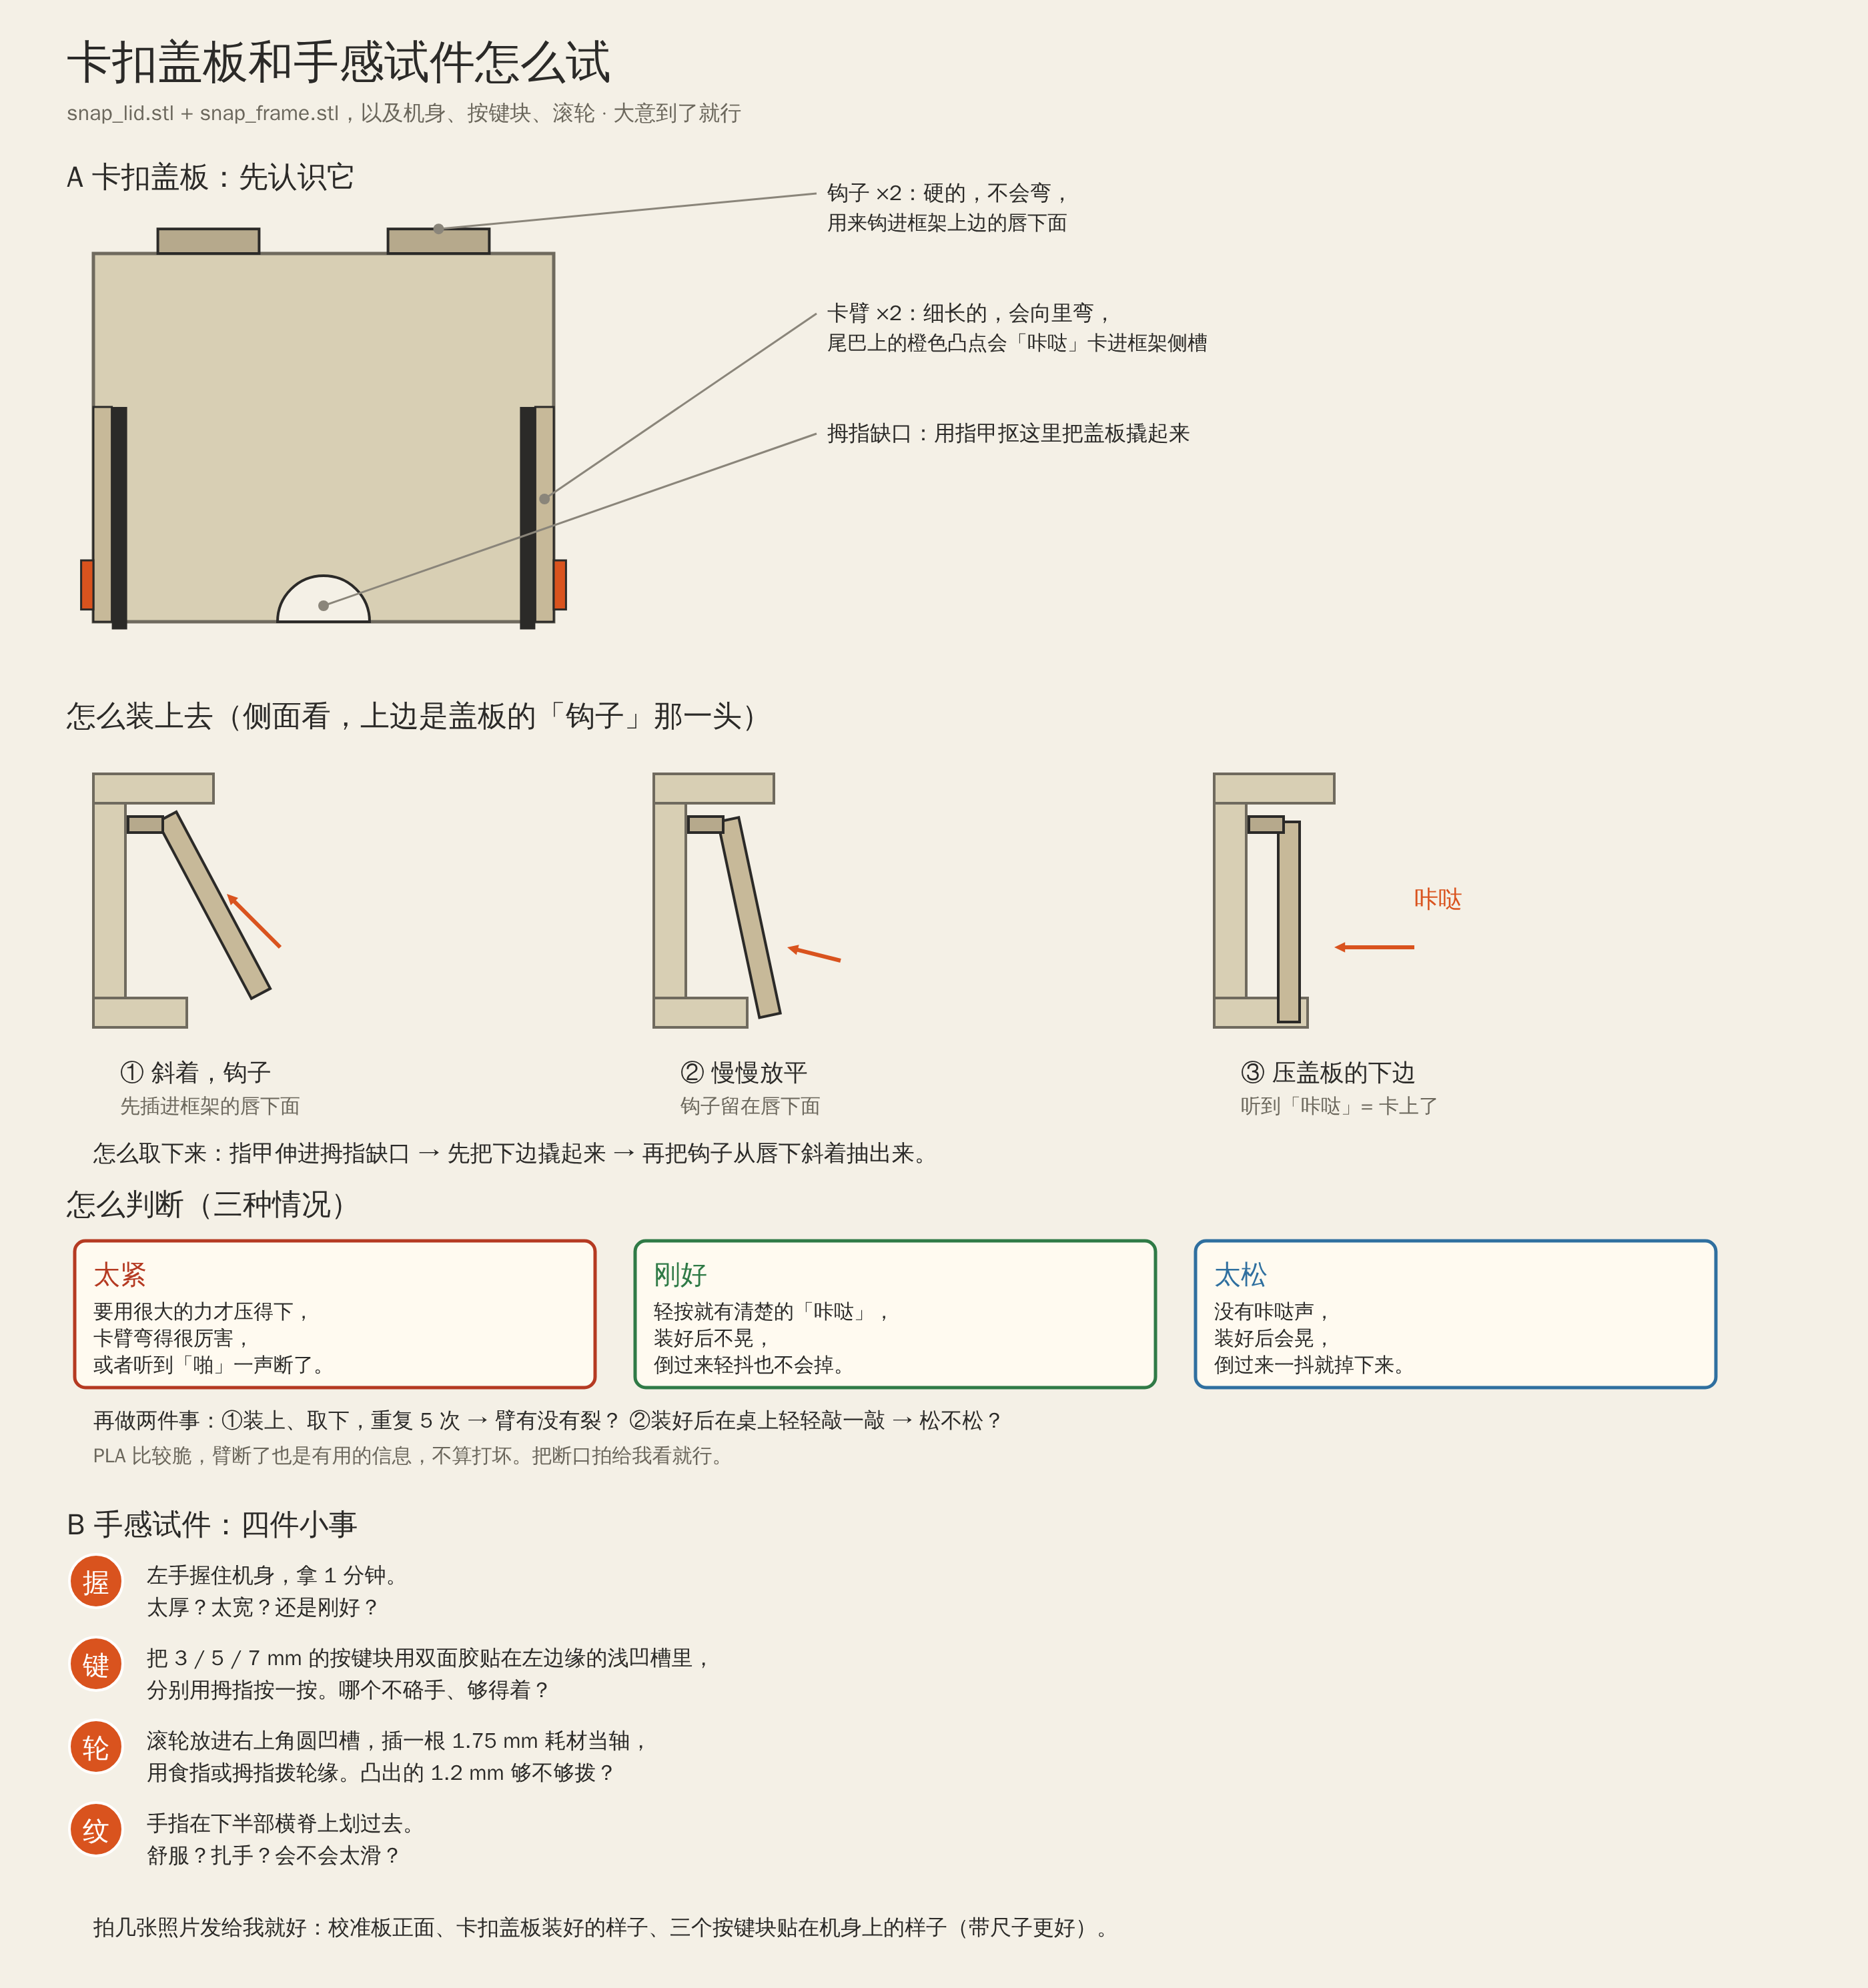 卡扣盖板和手感试件怎么试
snap_lid.stl + snap_frame.stl，以及机身、按键块、滚轮 · 大意到了就行
A 卡扣盖板：先认识它
钩子 ×2：硬的，不会弯，
用来钩进框架上边的唇下面
卡臂 ×2：细长的，会向里弯，
尾巴上的橙色凸点会「咔哒」卡进框架侧槽
拇指缺口：用指甲抠这里把盖板撬起来
怎么装上去（侧面看，上边是盖板的「钩子」那一头）
咔哒
① 斜着，钩子
先插进框架的唇下面
② 慢慢放平
钩子留在唇下面
③ 压盖板的下边
听到「咔哒」= 卡上了
怎么取下来：指甲伸进拇指缺口 → 先把下边撬起来 → 再把钩子从唇下斜着抽出来。
怎么判断（三种情况）
太紧
要用很大的力才压得下，
卡臂弯得很厉害，
或者听到「啪」一声断了。
刚好
轻按就有清楚的「咔哒」，
装好后不晃，
倒过来轻抖也不会掉。
太松
没有咔哒声，
装好后会晃，
倒过来一抖就掉下来。
再做两件事：①装上、取下，重复 5 次 → 臂有没有裂？ ②装好后在桌上轻轻敲一敲 → 松不松？
PLA 比较脆，臂断了也是有用的信息，不算打坏。把断口拍给我看就行。
B 手感试件：四件小事
握
左手握住机身，拿 1 分钟。
太厚？太宽？还是刚好？
键
把 3 / 5 / 7 mm 的按键块用双面胶贴在左边缘的浅凹槽里，
分别用拇指按一按。哪个不硌手、够得着？
轮
滚轮放进右上角圆凹槽，插一根 1.75 mm 耗材当轴，
用食指或拇指拨轮缘。凸出的 1.2 mm 够不够拨？
纹
手指在下半部横脊上划过去。
舒服？扎手？会不会太滑？
拍几张照片发给我就好：校准板正面、卡扣盖板装好的样子、三个按键块贴在机身上的样子（带尺子更好）。